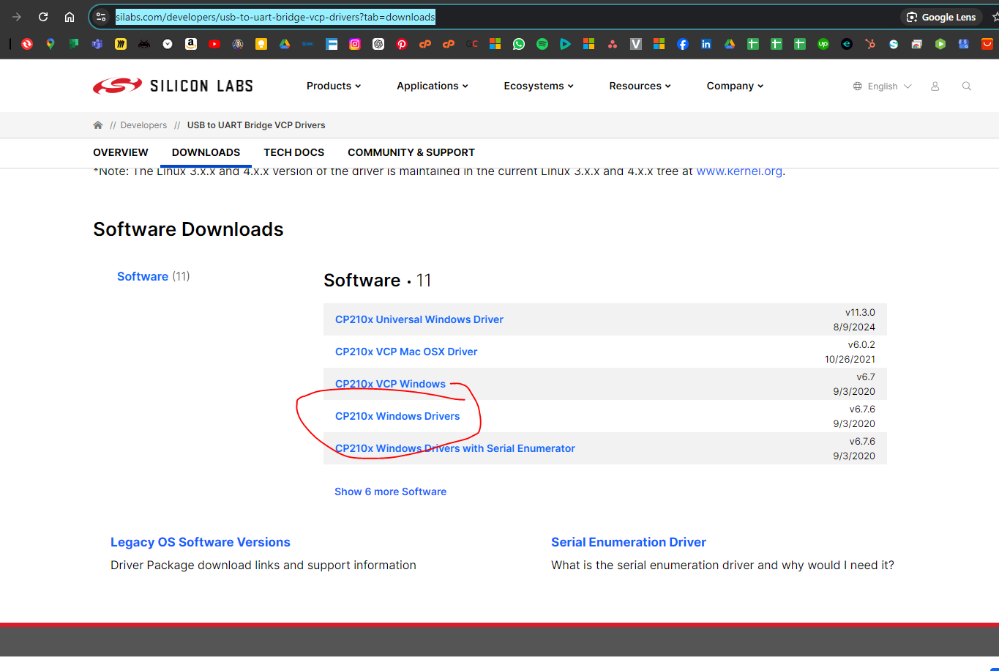 silabs.com/developers/usb-to-uart-bridge-vcp-drivers?tab=downloads
Google Lens
SILICON LABS
Products
Applications
Ecosystems
Resources
Company
English
// Developers // USB to UART Bridge VCP Drivers
OVERVIEW
DOWNLOADS
TECH DOCS
COMMUNITY & SUPPORT
*Note: The Linux 3.x.x and 4.x.x version of the driver is maintained in the current Linux 3.x.x and 4.x.x tree at www.kernel.org.
Software Downloads
Software (11)
Software • 11
CP210x Universal Windows Driver
v11.3.0
8/9/2024
CP210x VCP Mac OSX Driver
v6.0.2
10/26/2021
CP210x VCP Windows
v6.7
9/3/2020
CP210x Windows Drivers
v6.7.6
9/3/2020
CP210x Windows Drivers with Serial Enumerator
v6.7.6
9/3/2020
Show 6 more Software
Legacy OS Software Versions
Driver Package download links and support information
Serial Enumeration Driver
What is the serial enumeration driver and why would I need it?